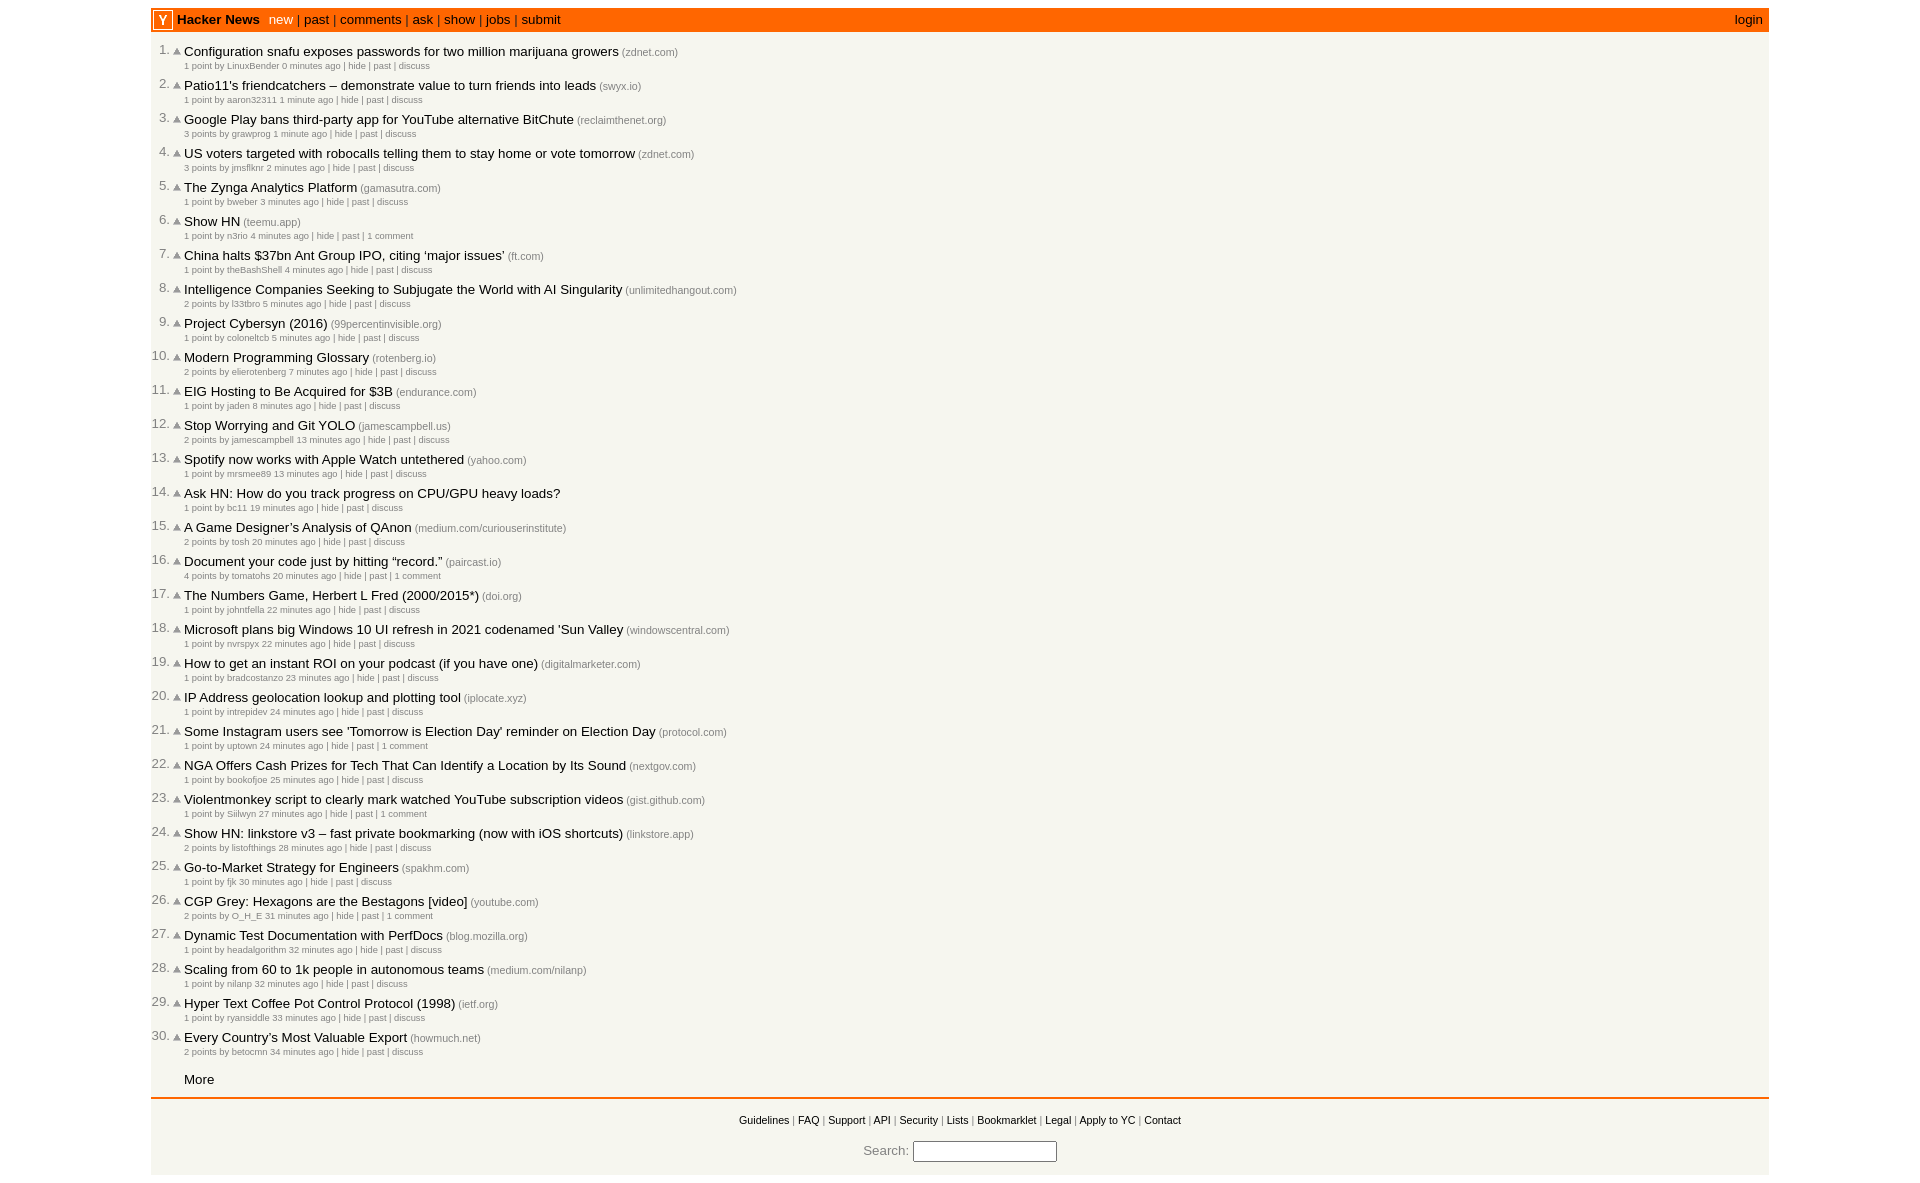 Y Hacker News new | past | comments | ask | show | jobs | submit login
1. Configuration snafu exposes passwords for two million marijuana growers (zdnet.com)
1 point by LinuxBender 0 minutes ago | hide | past | discuss
2. Patio11's friendcatchers – demonstrate value to turn friends into leads (swyx.io)
1 point by aaron32311 1 minute ago | hide | past | discuss
3. Google Play bans third-party app for YouTube alternative BitChute (reclaimthenet.org)
3 points by grawprog 1 minute ago | hide | past | discuss
4. US voters targeted with robocalls telling them to stay home or vote tomorrow (zdnet.com)
3 points by jmsflknr 2 minutes ago | hide | past | discuss
5. The Zynga Analytics Platform (gamasutra.com)
1 point by bweber 3 minutes ago | hide | past | discuss
6. Show HN (teemu.app)
1 point by n3rio 4 minutes ago | hide | past | 1 comment
7. China halts $37bn Ant Group IPO, citing ‘major issues’ (ft.com)
1 point by theBashShell 4 minutes ago | hide | past | discuss
8. Intelligence Companies Seeking to Subjugate the World with AI Singularity (unlimitedhangout.com)
2 points by l33tbro 5 minutes ago | hide | past | discuss
9. Project Cybersyn (2016) (99percentinvisible.org)
1 point by coloneltcb 5 minutes ago | hide | past | discuss
10. Modern Programming Glossary (rotenberg.io)
2 points by elierotenberg 7 minutes ago | hide | past | discuss
11. EIG Hosting to Be Acquired for $3B (endurance.com)
1 point by jaden 8 minutes ago | hide | past | discuss
12. Stop Worrying and Git YOLO (jamescampbell.us)
2 points by jamescampbell 13 minutes ago | hide | past | discuss
13. Spotify now works with Apple Watch untethered (yahoo.com)
1 point by mrsmee89 13 minutes ago | hide | past | discuss
14. Ask HN: How do you track progress on CPU/GPU heavy loads?
1 point by bc11 19 minutes ago | hide | past | discuss
15. A Game Designer’s Analysis of QAnon (medium.com/curiouserinstitute)
2 points by tosh 20 minutes ago | hide | past | discuss
16. Document your code just by hitting “record.” (paircast.io)
4 points by tomatohs 20 minutes ago | hide | past | 1 comment
17. The Numbers Game, Herbert L Fred (2000/2015*) (doi.org)
1 point by johntfella 22 minutes ago | hide | past | discuss
18. Microsoft plans big Windows 10 UI refresh in 2021 codenamed 'Sun Valley (windowscentral.com)
1 point by nvrspyx 22 minutes ago | hide | past | discuss
19. How to get an instant ROI on your podcast (if you have one) (digitalmarketer.com)
1 point by bradcostanzo 23 minutes ago | hide | past | discuss
20. IP Address geolocation lookup and plotting tool (iplocate.xyz)
1 point by intrepidev 24 minutes ago | hide | past | discuss
21. Some Instagram users see 'Tomorrow is Election Day' reminder on Election Day (protocol.com)
1 point by uptown 24 minutes ago | hide | past | 1 comment
22. NGA Offers Cash Prizes for Tech That Can Identify a Location by Its Sound (nextgov.com)
1 point by bookofjoe 25 minutes ago | hide | past | discuss
23. Violentmonkey script to clearly mark watched YouTube subscription videos (gist.github.com)
1 point by Siilwyn 27 minutes ago | hide | past | 1 comment
24. Show HN: linkstore v3 – fast private bookmarking (now with iOS shortcuts) (linkstore.app)
2 points by listofthings 28 minutes ago | hide | past | discuss
25. Go-to-Market Strategy for Engineers (spakhm.com)
1 point by fjk 30 minutes ago | hide | past | discuss
26. CGP Grey: Hexagons are the Bestagons [video] (youtube.com)
2 points by O_H_E 31 minutes ago | hide | past | 1 comment
27. Dynamic Test Documentation with PerfDocs (blog.mozilla.org)
1 point by headalgorithm 32 minutes ago | hide | past | discuss
28. Scaling from 60 to 1k people in autonomous teams (medium.com/nilanp)
1 point by nilanp 32 minutes ago | hide | past | discuss
29. Hyper Text Coffee Pot Control Protocol (1998) (ietf.org)
1 point by ryansiddle 33 minutes ago | hide | past | discuss
30. Every Country’s Most Valuable Export (howmuch.net)
2 points by betocmn 34 minutes ago | hide | past | discuss
More
Guidelines | FAQ | Support | API | Security | Lists | Bookmarklet | Legal | Apply to YC | Contact
Search: